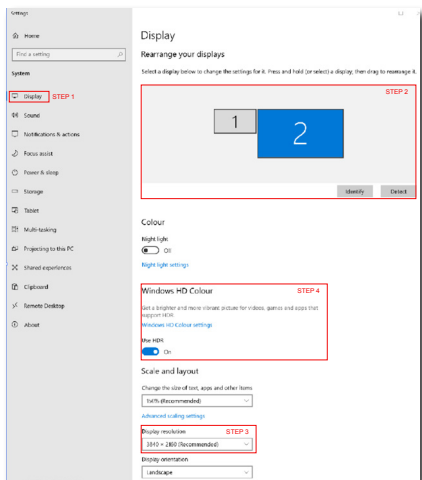 Settings
Home
Find a setting
System
Display STEP 1
Sound
Notifications & actions
Focus assist
Power & sleep
Storage
Tablet
Multi-tasking
Projecting to this PC
Shared experiences
Clipboard
Remote Desktop
About
Display
Rearrange your displays
Select a display below to change the settings for it. Press and hold (or select) a display, then drag to rearrange it.
STEP 2
1
2
Identify Detect
Colour
Night light
Off
Night light settings
Windows HD Colour STEP 4
Get a brighter and more vibrant picture for videos, games and apps that
support HDR.
Windows HD Colour settings
Use HDR
On
Scale and layout
Change the size of text, apps and other items
150% (Recommended)
Advanced scaling settings
Display resolution STEP 3
3840 × 2160 (Recommended)
Display orientation
Landscape